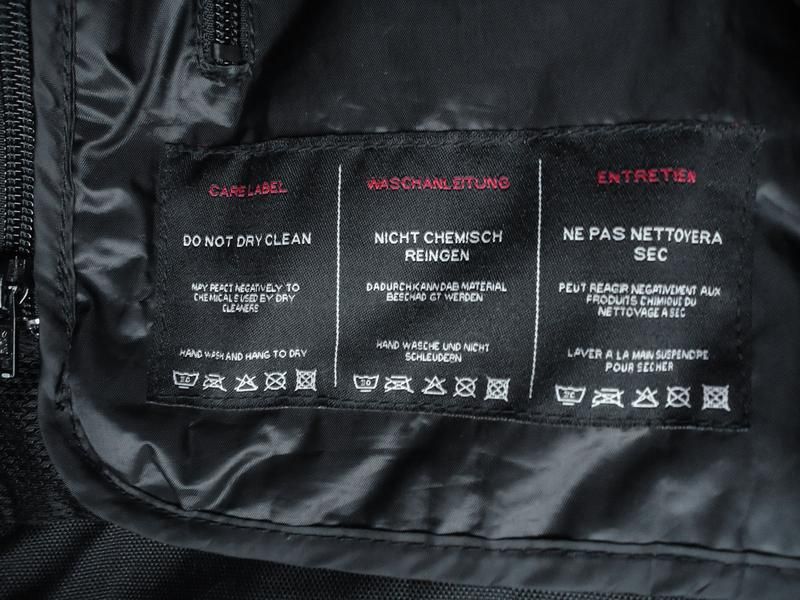 CARE LABEL
DO NOT DRY CLEAN
MAY REACT NEGATIVELY TO
CHEMICALS USED BY DRY
CLEANERS
HAND WASH AND HANG TO DRY
WASCHANLEITUNG
NICHT CHEMISCH
REINGEN
DADURCH KANN DAB MATERIAL
BESCHAD GT WERDEN
HAND WASCHE UND NICHT
SCHLEUDERN
ENTRETIEN
NE PAS NETTOYERA
SEC
PEUT REAGIR NEGATIVEMENT AUX
PRODUITS CHIMIQUE DU
NETTOYAGE A SEC
LAVER A LA MAIN SUSPENDRE
POUR SECHER